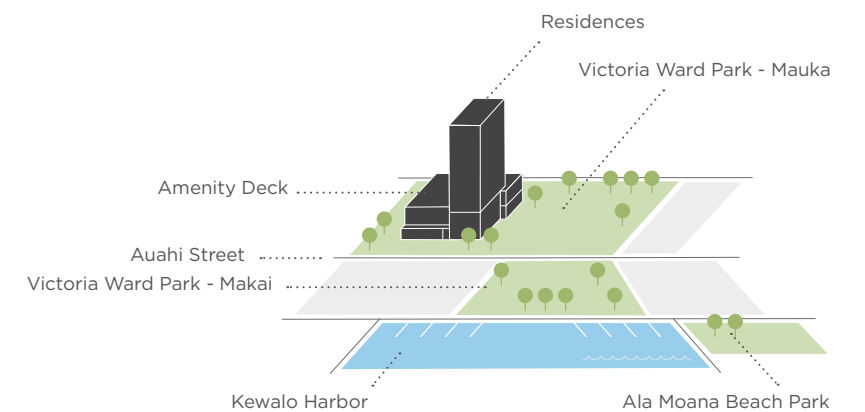 Residences
Victoria Ward Park - Mauka
Amenity Deck
Auahi Street
Victoria Ward Park - Makai
Kewalo Harbor
Ala Moana Beach Park